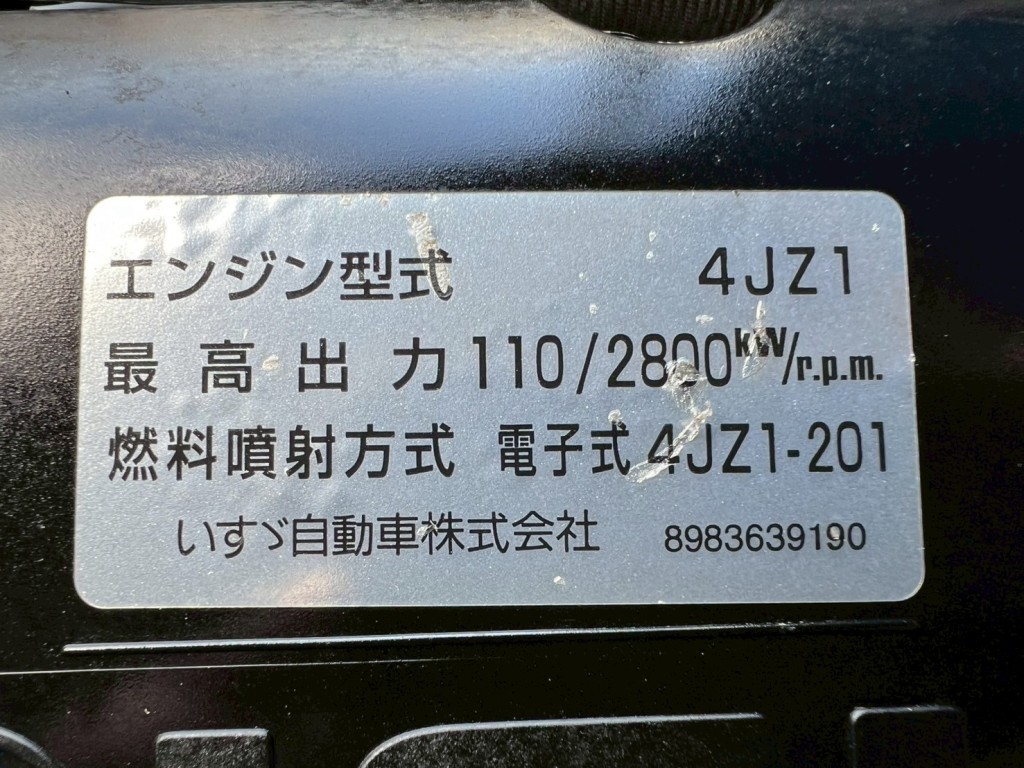 エンジン型式 4JZ1
最高出力 110/2800kW/r.p.m.
燃料噴射方式 電子式 4JZ1-201
いすゞ自動車株式会社 8983639190